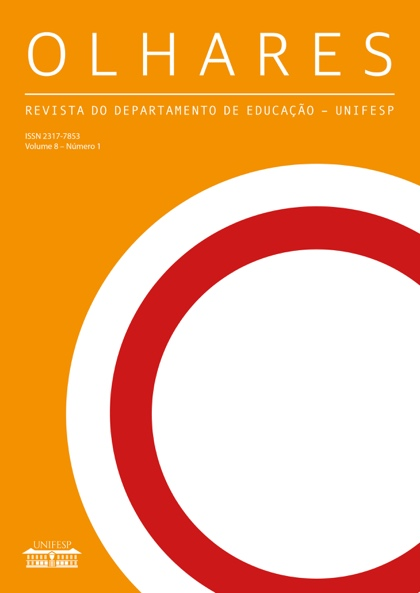 OLHARES
REVISTA DO DEPARTAMENTO DE EDUCAÇÃO – UNIFESP
ISSN 2317-7853
Volume 8 – Número 1
UNIFESP